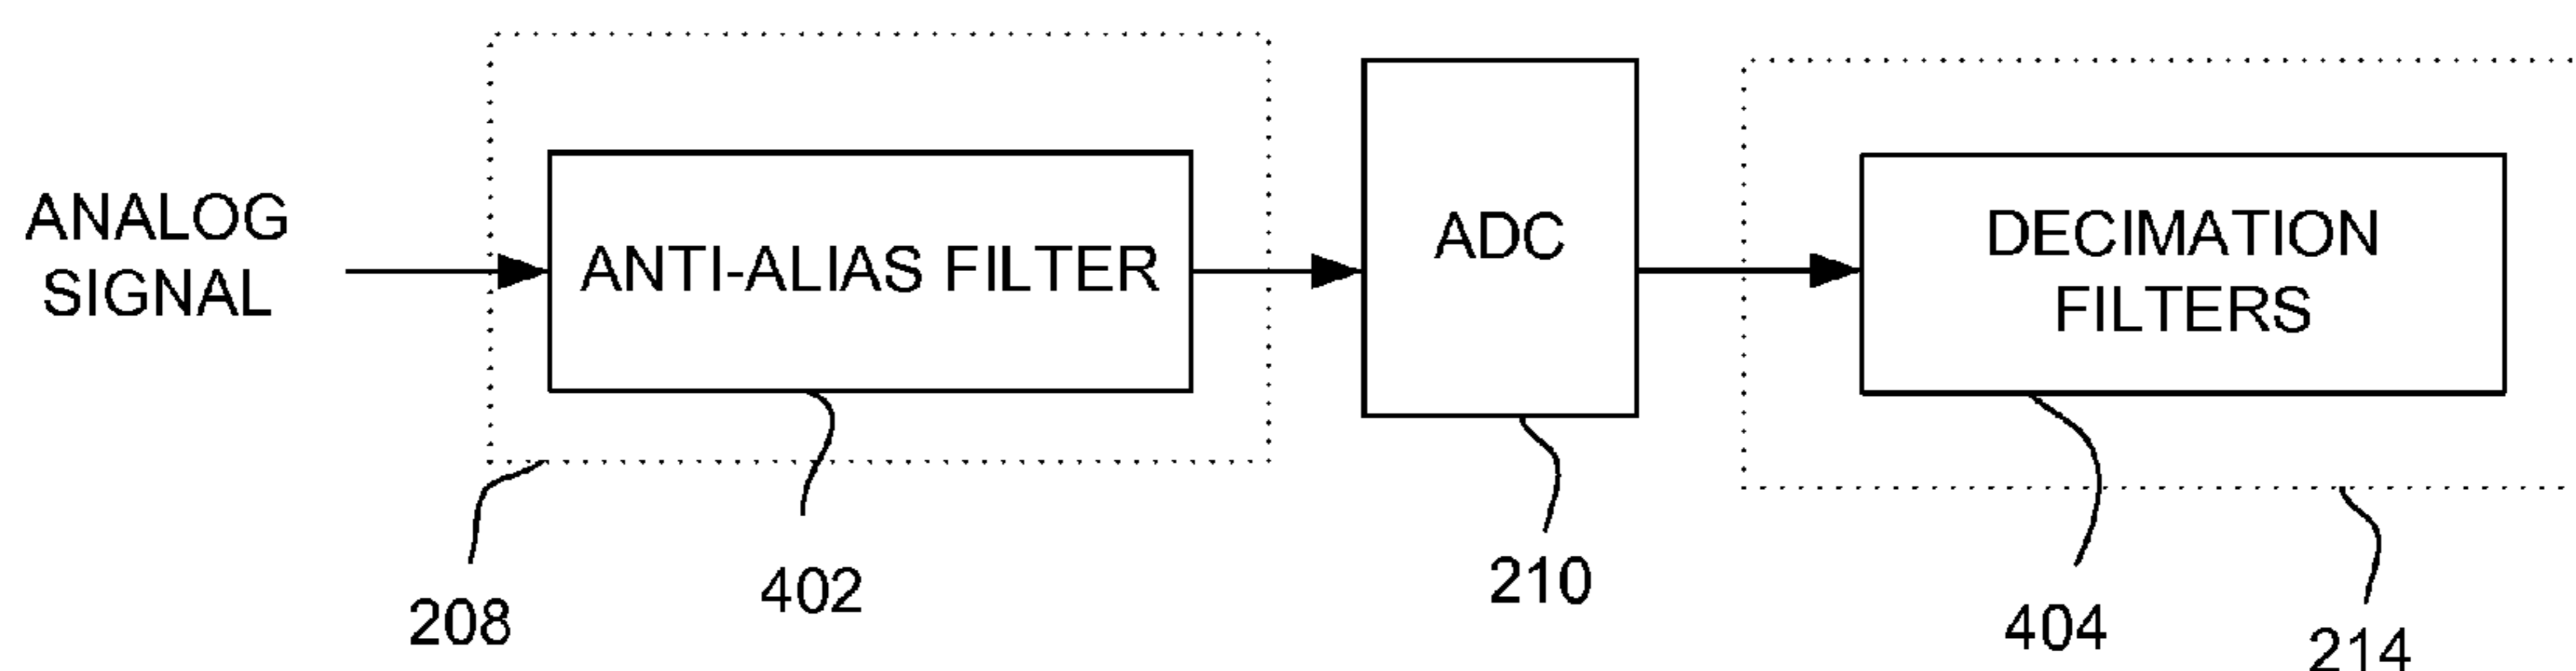 ANALOG
SIGNAL
ANTI-ALIAS FILTER
ADC
DECIMATION
FILTERS
208
402
210
404
214